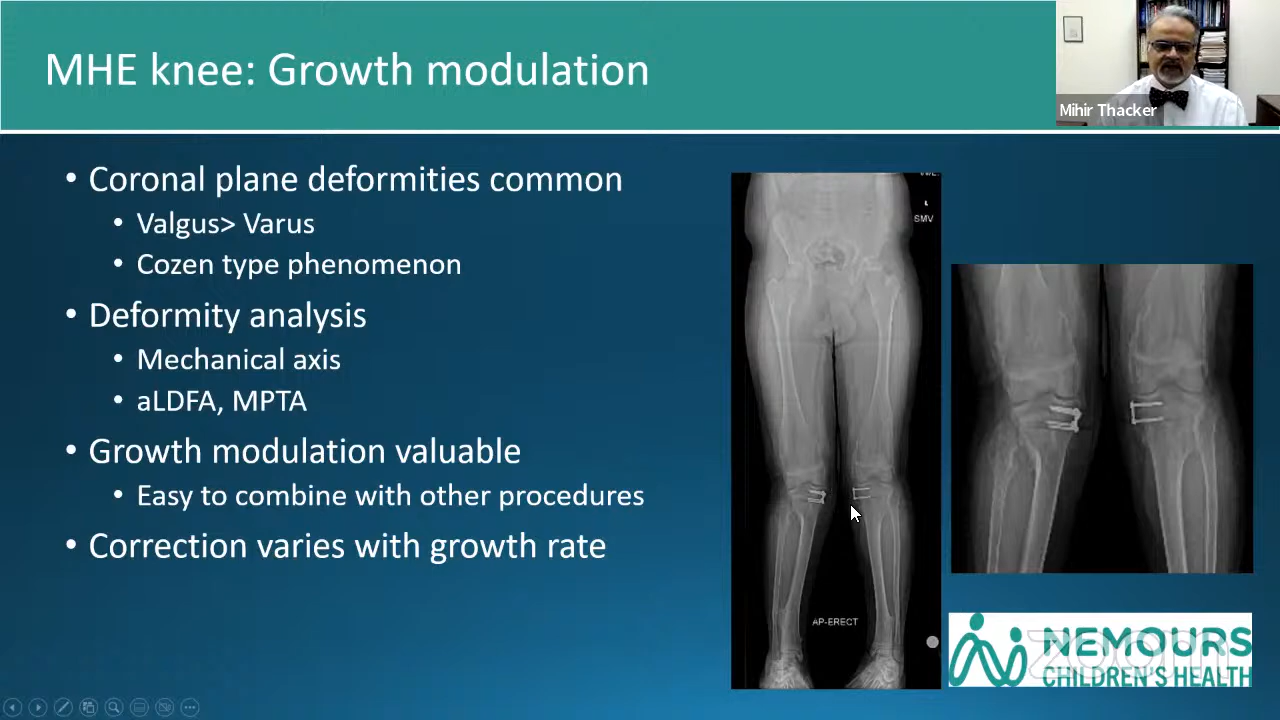 MHE knee: Growth modulation
Mihir Thacker
• Coronal plane deformities common
• Valgus> Varus
• Cozen type phenomenon
• Deformity analysis
• Mechanical axis
• aLDFA, MPTA
• Growth modulation valuable
• Easy to combine with other procedures
• Correction varies with growth rate
L
SMV
AP-ERECT
NEMOURS
CHILDREN'S HEALTH
zoom